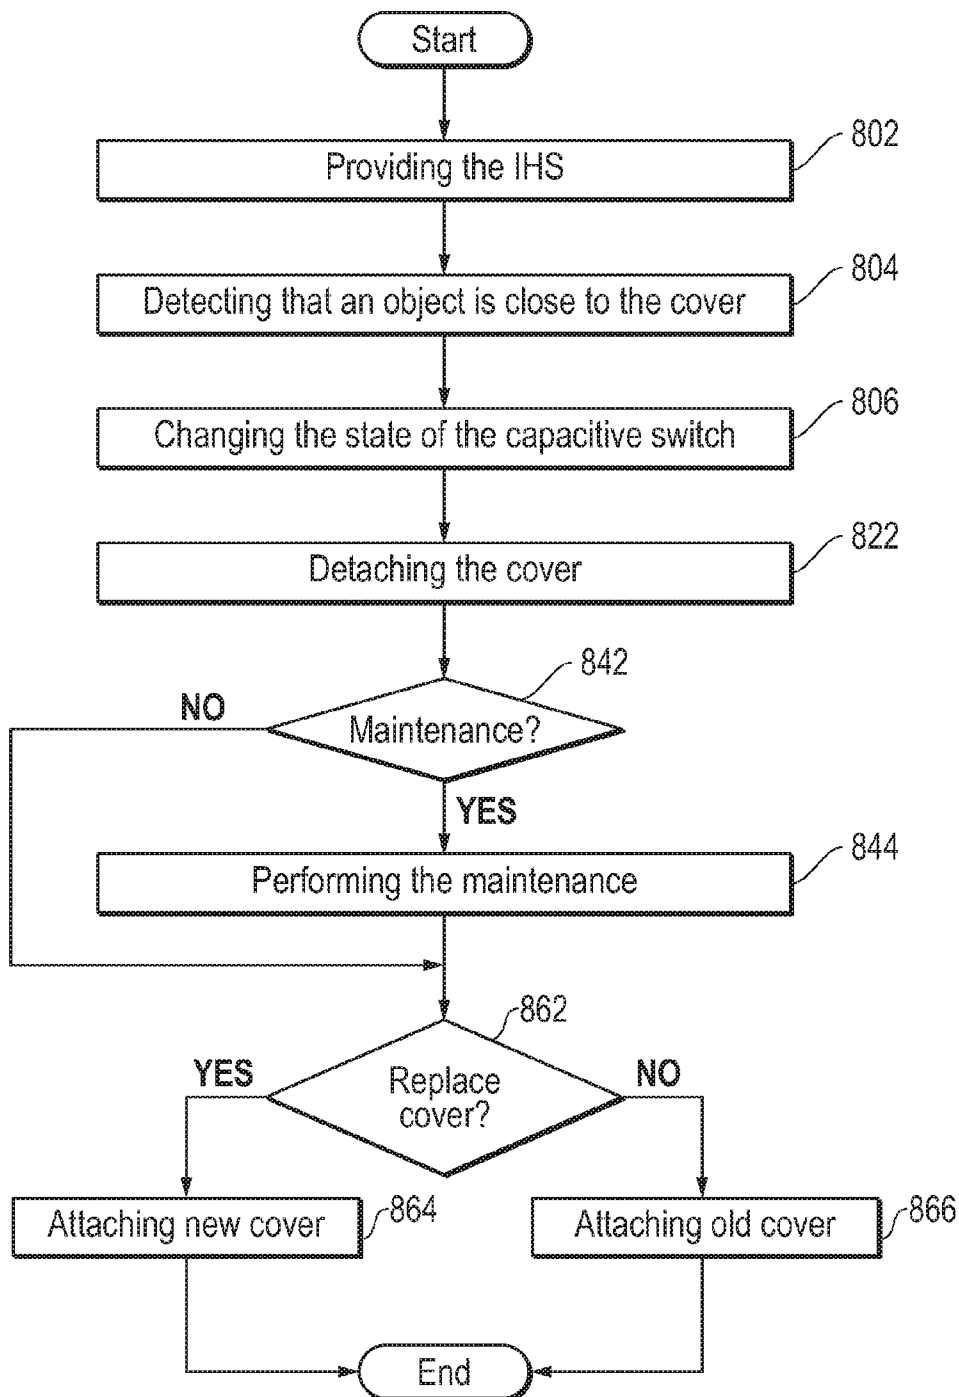 Start
802
Providing the IHS
804
Detecting that an object is close to the cover
806
Changing the state of the capacitive switch
822
Detaching the cover
842
NO
Maintenance?
YES
844
Performing the maintenance
862
YES
NO
Replace
cover?
Attaching new cover
864
Attaching old cover
866
End